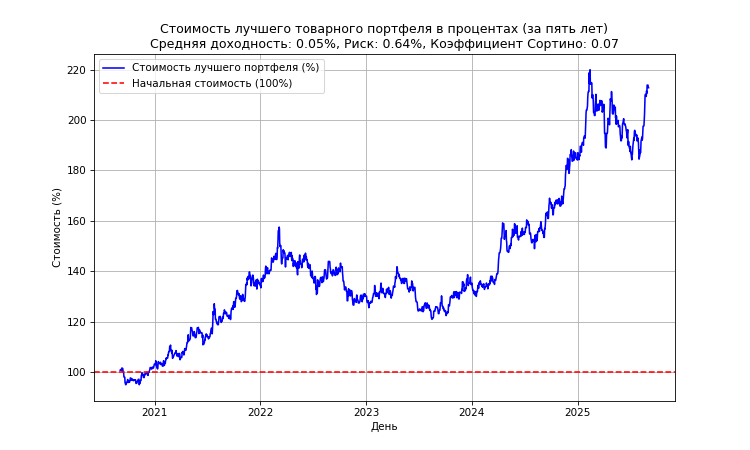 Стоимость лучшего товарного портфеля в процентах (за пять лет)
Средняя доходность: 0.05%, Риск: 0.64%, Коэффициент Сортино: 0.07
Стоимость лучшего портфеля (%)
Начальная стоимость (100%)
Стоимость (%)
220
200
180
160
140
120
100
2021 2022 2023 2024 2025
День